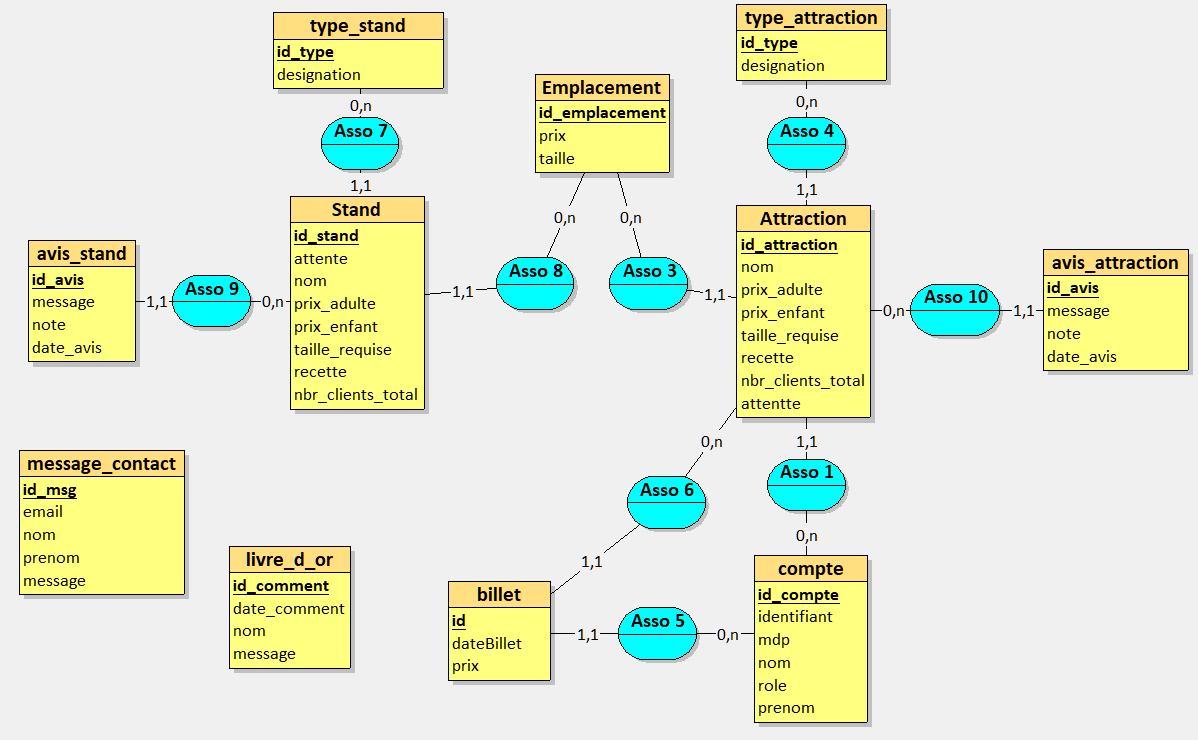 type_stand
id_type
designation
0,n
Asso 7
1,1
type_attraction
id_type
designation
0,n
Asso 4
1,1
Emplacement
id_emplacement
prix
taille
0,n
0,n
Asso 8
Asso 3
1,1
1,1
Stand
id_stand
attente
nom
prix_adulte
prix_enfant
taille_requise
recette
nbr_clients_total
avis_stand
id_avis
message
note
date_avis
1,1
Asso 9
0,n
Attraction
id_attraction
nom
prix_adulte
prix_enfant
taille_requise
recette
nbr_clients_total
attentte
0,n
Asso 10
1,1
avis_attraction
id_avis
message
note
date_avis
0,n
Asso 6
1,1
1,1
Asso 1
0,n
message_contact
id_msg
email
nom
prenom
message
livre_d_or
id_comment
date_comment
nom
message
billet
id
dateBillet
prix
1,1
Asso 5
0,n
compte
id_compte
identifiant
mdp
nom
role
prenom